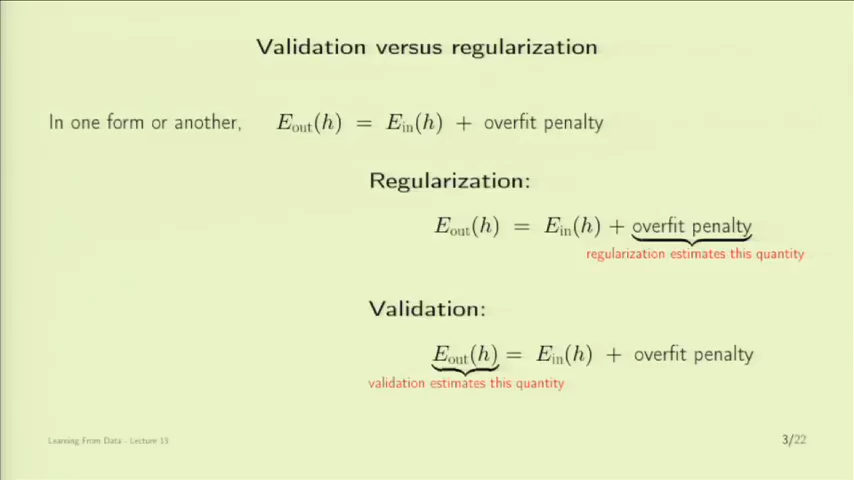 Validation versus regularization
In one form or another, E_out(h) = E_in(h) + overfit penalty
Regularization:
E_out(h) = E_in(h) + overfit penalty
regularization estimates this quantity
Validation:
E_out(h) = E_in(h) + overfit penalty
validation estimates this quantity
Learning From Data - Lecture 13 3/22